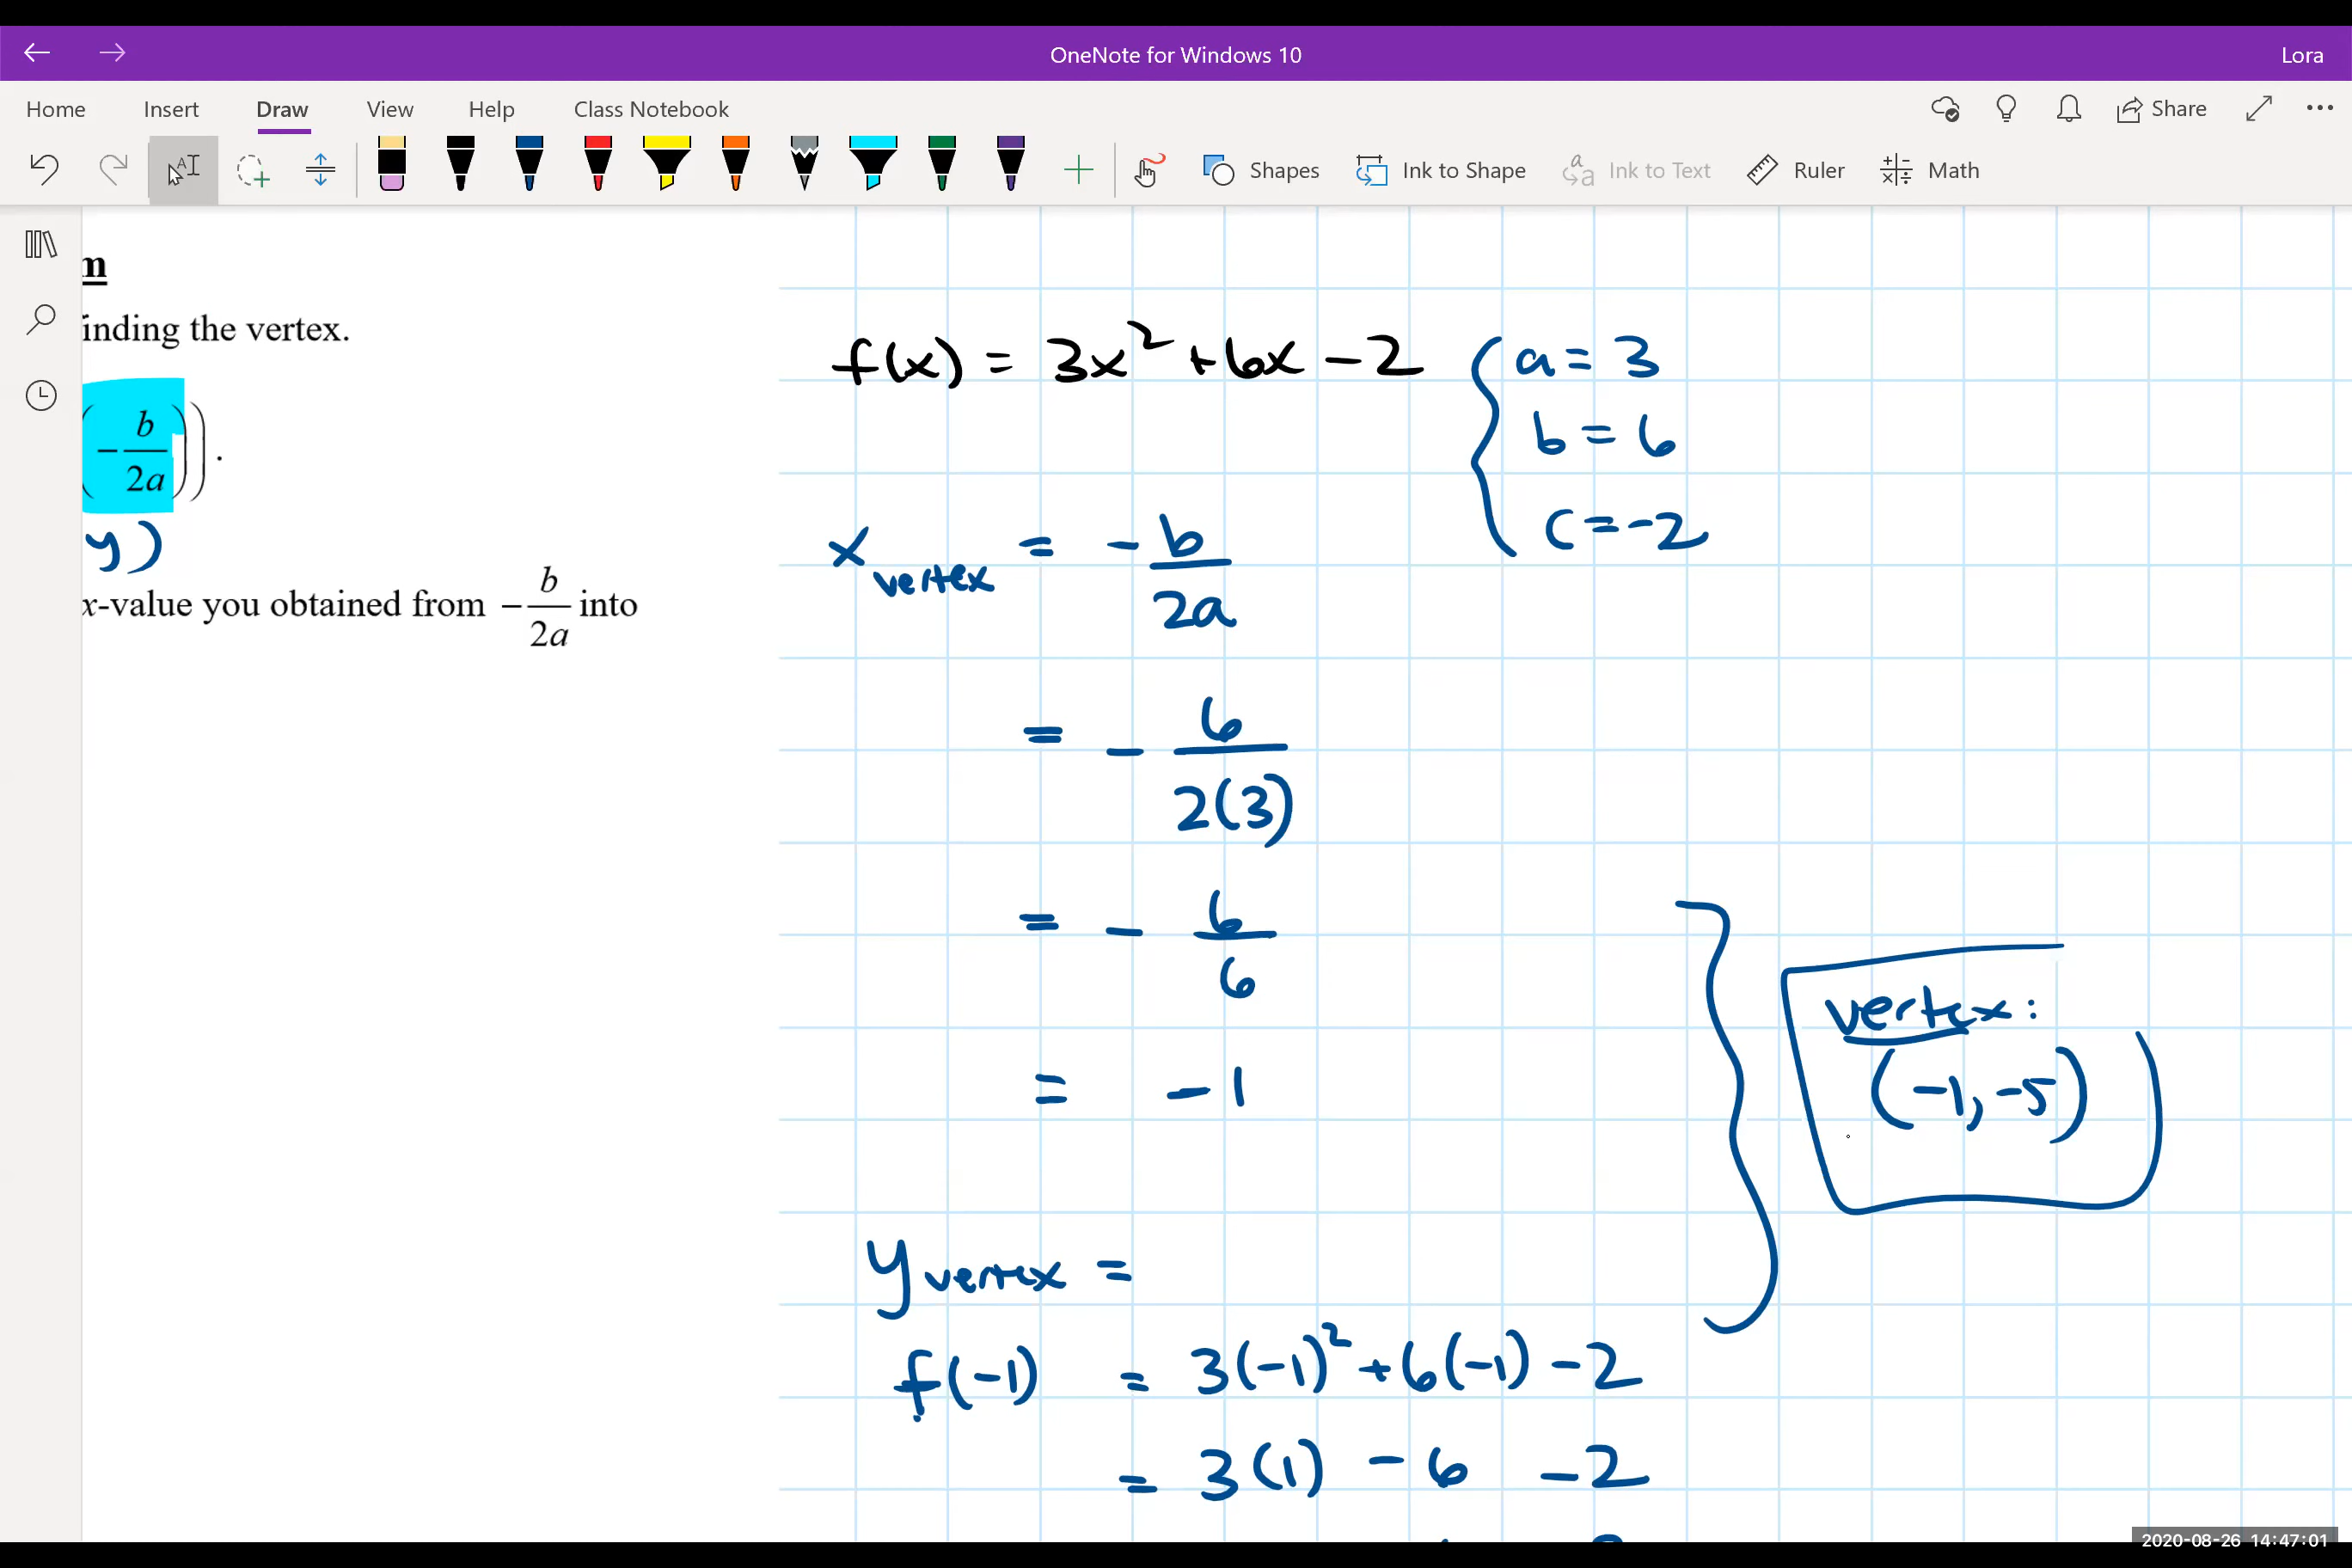 OneNote for Windows 10
Lora
Home Insert Draw View Help Class Notebook
Share
Shapes Ink to Shape Ink to Text Ruler Math
m
inding the vertex.
(-b/2a)).
y)
x-value you obtained from -b/2a into
f(x) = 3x² + 6x - 2
a = 3
b = 6
c = -2
x vertex = - b/2a
= - 6/2(3)
= - 6/6
= -1
y vertex =
f(-1) = 3(-1)² + 6(-1) - 2
= 3(1) - 6 - 2
vertex:
(-1, -5)
2020-08-26 14:47:01